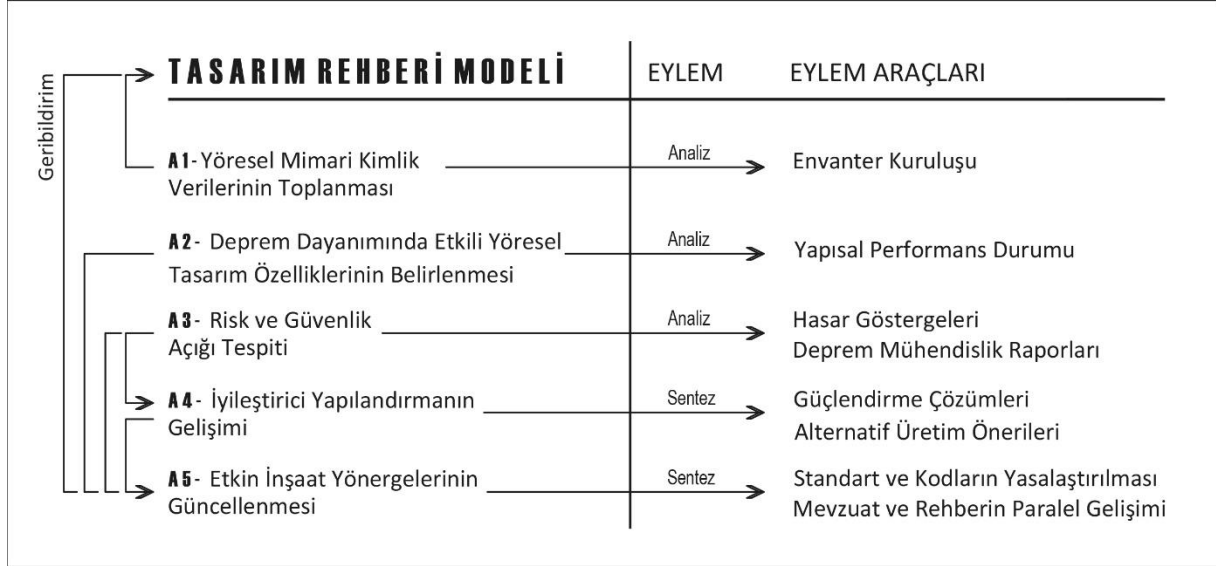 Geribildirim
TASARIM REHBERİ MODELİ EYLEM EYLEM ARAÇLARI
A1- Yöresel Mimari Kimlik Analiz Envanter Kuruluşu
Verilerinin Toplanması
A2- Deprem Dayanımında Etkili Yöresel Analiz Yapısal Performans Durumu
Tasarım Özelliklerinin Belirlenmesi
A3- Risk ve Güvenlik Analiz Hasar Göstergeleri
Açığı Tespiti Deprem Mühendislik Raporları
A4- İyileştirici Yapılandırmanın Sentez Güçlendirme Çözümleri
Gelişimi Alternatif Üretim Önerileri
A5- Etkin İnşaat Yönergelerinin Sentez Standart ve Kodların Yasalaştırılması
Güncellenmesi Mevzuat ve Rehberin Paralel Gelişimi